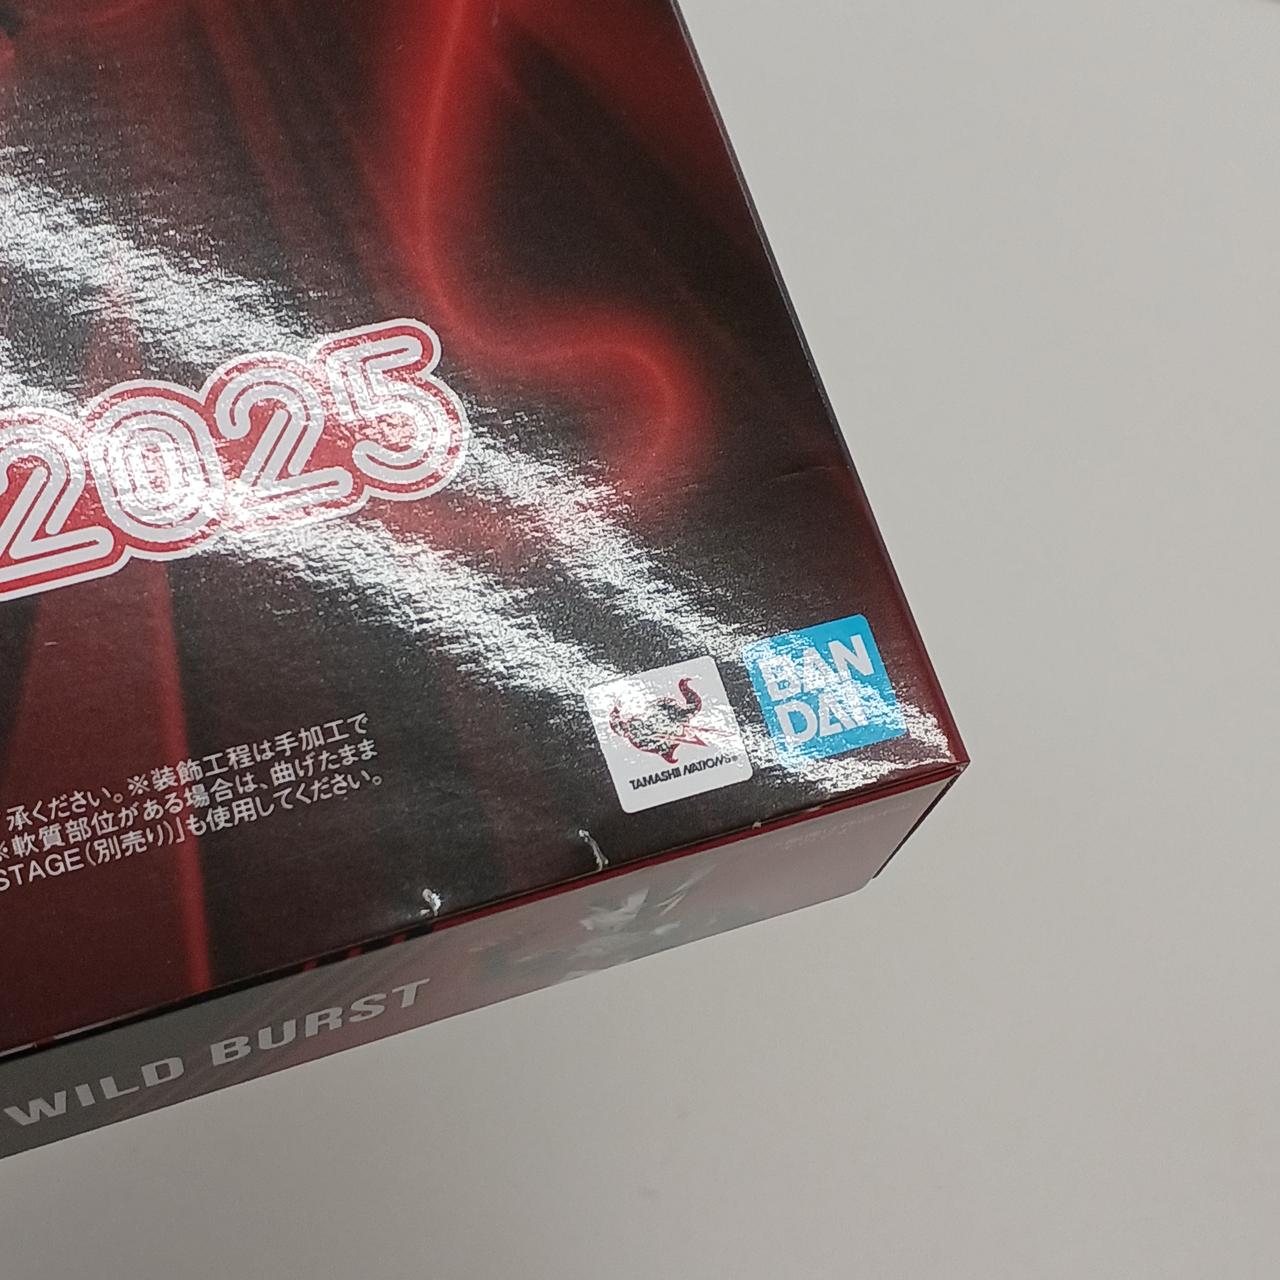 2025
承ください。※装飾工程は手加工で
※軟質部位がある場合は、曲げたまま
STAGE(別売り)」も使用してください。
TAMASHII NATIONS
BAN
DAI
WILD BURST